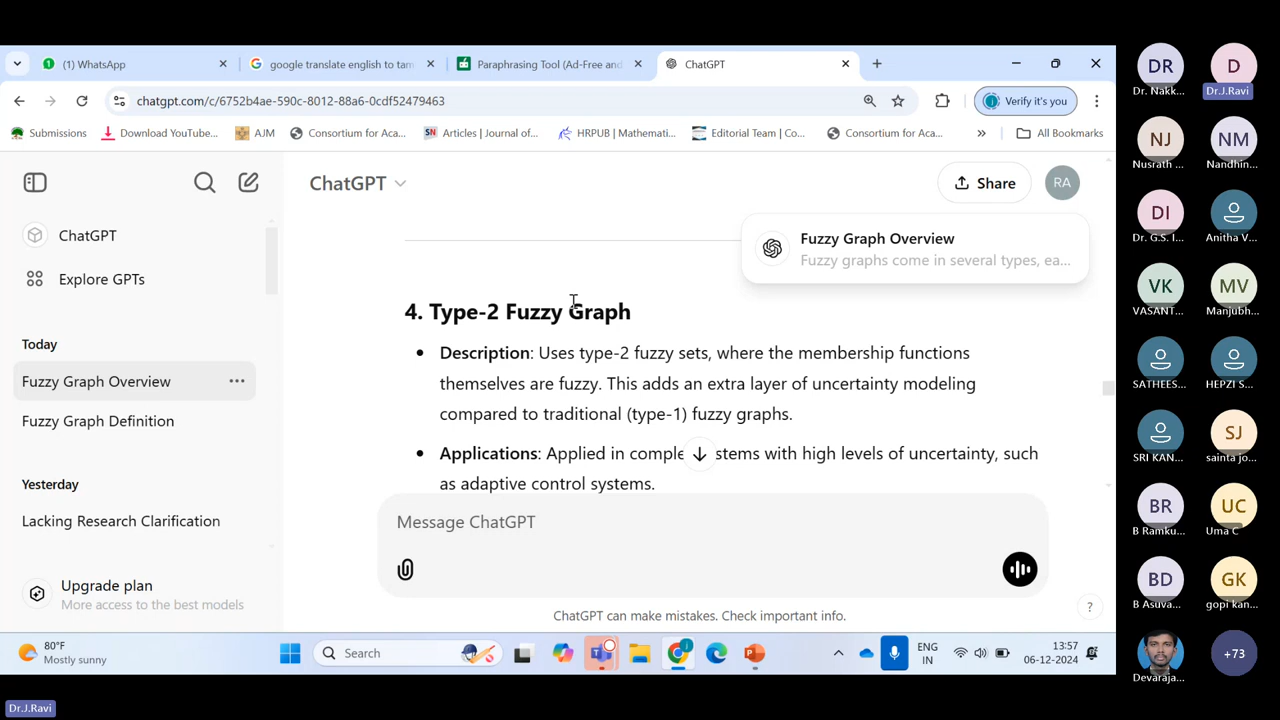 (1) WhatsApp
google translate english to tam
Paraphrasing Tool (Ad-Free and
ChatGPT
chatgpt.com/c/6752b4ae-590c-8012-88a6-0cdf52479463
Verify it's you
Submissions
Download YouTube...
AJM
Consortium for Aca...
SN
Articles | Journal of...
HRPUB | Mathemati...
Editorial Team | Co...
Consortium for Aca...
All Bookmarks
ChatGPT
Share
RA
ChatGPT
Explore GPTs
Today
Fuzzy Graph Overview
Fuzzy Graph Definition
Yesterday
Lacking Research Clarification
Upgrade plan
More access to the best models
Fuzzy Graph Overview
Fuzzy graphs come in several types, ea...
4. Type-2 Fuzzy Graph
Description: Uses type-2 fuzzy sets, where the membership functions
themselves are fuzzy. This adds an extra layer of uncertainty modeling
compared to traditional (type-1) fuzzy graphs.
Applications: Applied in comple stems with high levels of uncertainty, such
as adaptive control systems.
Message ChatGPT
ChatGPT can make mistakes. Check important info.
?
80°F
Mostly sunny
Search
ENG
IN
13:57
06-12-2024
DR
Dr. Nakk...
D
Dr.J.Ravi
NJ
Nusrath ...
NM
Nandhin...
DI
Dr. G.S. I...
Anitha V...
VK
VASANT...
MV
Manjubh...
SATHEES...
HEPZI S...
SRI KAN...
SJ
sainta jo...
BR
B Ramku...
UC
Uma C
BD
B Asuva...
GK
gopi kan...
Devaraja...
+73
Dr.J.Ravi